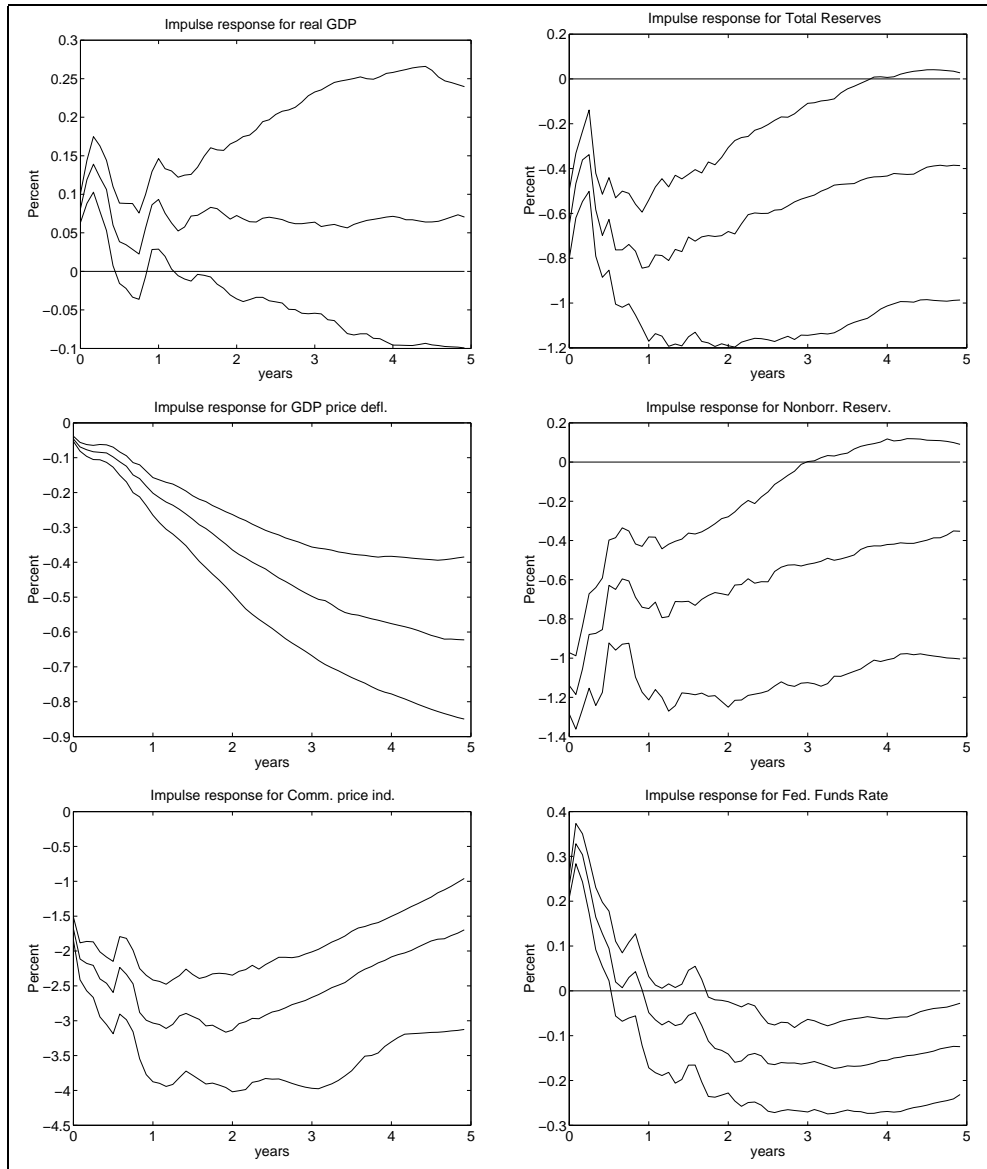 Impulse response for real GDP
0.3
0.25
0.2
0.15
0.1
0.05
0
−0.05
−0.1
Percent
0 1 2 3 4 5
years
Impulse response for Total Reserves
0.2
0
−0.2
−0.4
−0.6
−0.8
−1
−1.2
Percent
0 1 2 3 4 5
years
Impulse response for GDP price defl.
0
−0.1
−0.2
−0.3
−0.4
−0.5
−0.6
−0.7
−0.8
−0.9
Percent
0 1 2 3 4 5
years
Impulse response for Nonborr. Reserv.
0.2
0
−0.2
−0.4
−0.6
−0.8
−1
−1.2
−1.4
Percent
0 1 2 3 4 5
years
Impulse response for Comm. price ind.
0
−0.5
−1
−1.5
−2
−2.5
−3
−3.5
−4
−4.5
Percent
0 1 2 3 4 5
years
Impulse response for Fed. Funds Rate
0.4
0.3
0.2
0.1
0
−0.1
−0.2
−0.3
Percent
0 1 2 3 4 5
years